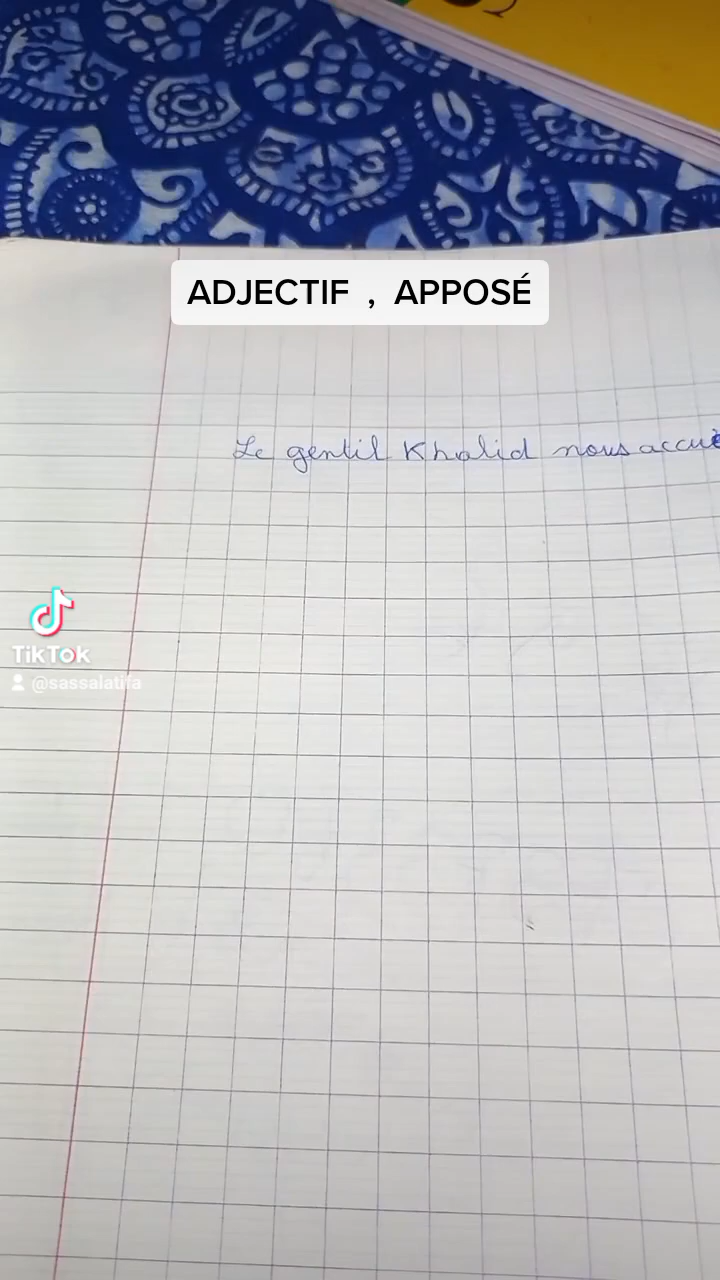 ADJECTIF , APPOSÉ
Le gentil Khalid nous
TikTok
@sassalatifa